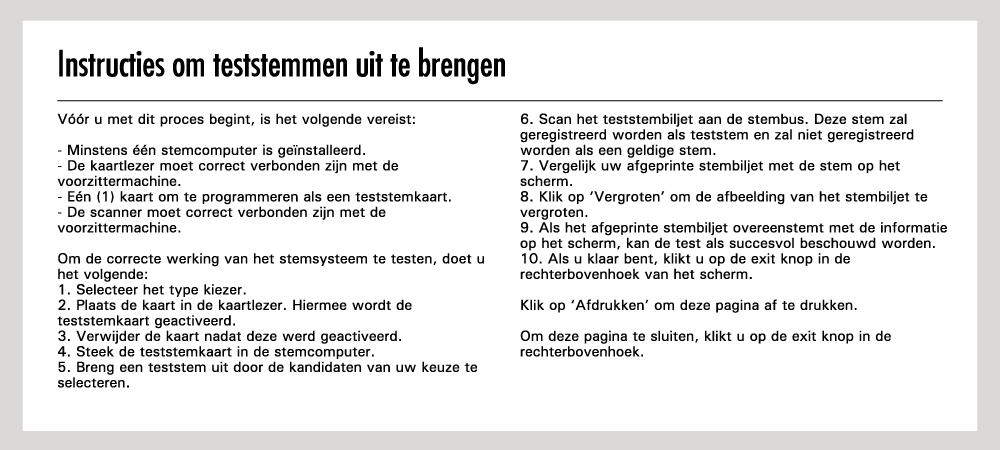 Instructies om teststemmen uit te brengen
Vóór u met dit proces begint, is het volgende vereist:
- Minstens één stemcomputer is geïnstalleerd.
- De kaartlezer moet correct verbonden zijn met de
voorzittermachine.
- Eén (1) kaart om te programmeren als een teststemkaart.
- De scanner moet correct verbonden zijn met de
voorzittermachine.
Om de correcte werking van het stemsysteem te testen, doet u
het volgende:
1. Selecteer het type kiezer.
2. Plaats de kaart in de kaartlezer. Hiermee wordt de
teststemkaart geactiveerd.
3. Verwijder de kaart nadat deze werd geactiveerd.
4. Steek de teststemkaart in de stemcomputer.
5. Breng een teststem uit door de kandidaten van uw keuze te
selecteren.
6. Scan het teststembiljet aan de stembus. Deze stem zal
geregistreerd worden als teststem en zal niet geregistreerd
worden als een geldige stem.
7. Vergelijk uw afgeprinte stembiljet met de stem op het
scherm.
8. Klik op ‘Vergroten’ om de afbeelding van het stembiljet te
vergroten.
9. Als het afgeprinte stembiljet overeenstemt met de informatie
op het scherm, kan de test als succesvol beschouwd worden.
10. Als u klaar bent, klikt u op de exit knop in de
rechterbovenhoek van het scherm.
Klik op ‘Afdrukken’ om deze pagina af te drukken.
Om deze pagina te sluiten, klikt u op de exit knop in de
rechterbovenhoek.